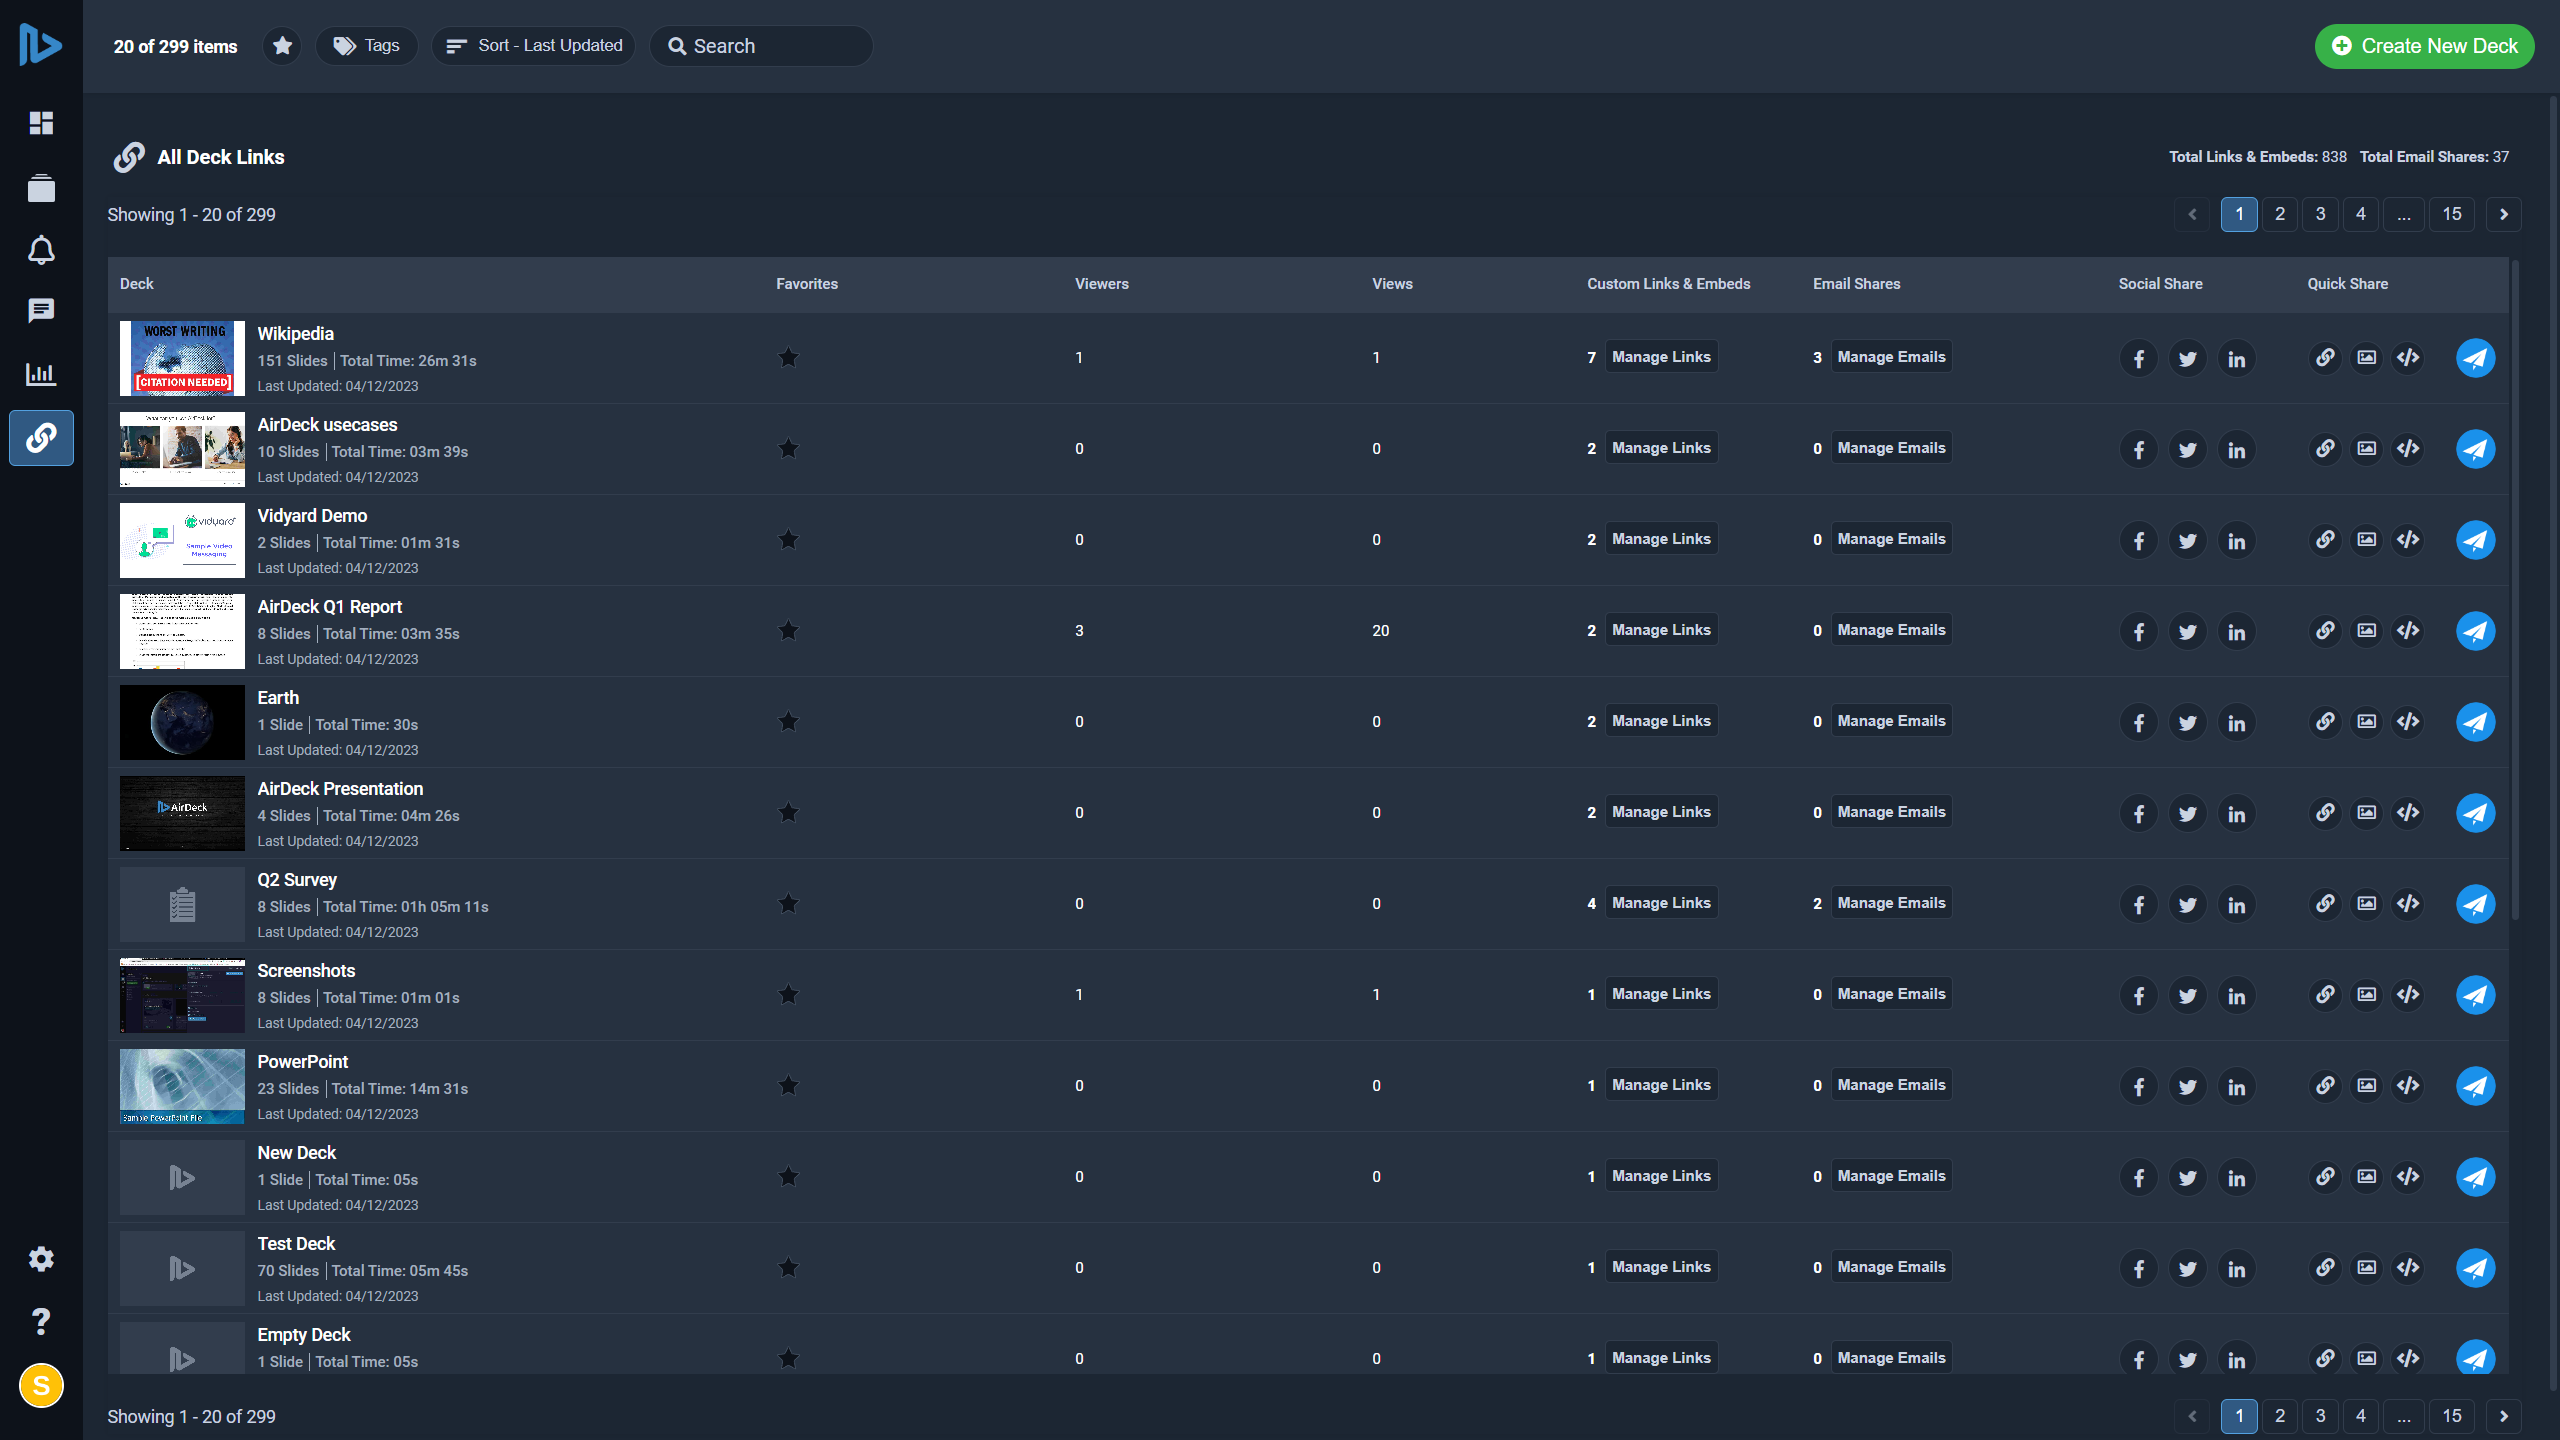 20 of 299 items
Tags
Sort - Last Updated
Search
Create New Deck
All Deck Links
Total Links & Embeds: 838 Total Email Shares: 37
Showing 1 - 20 of 299
1 2 3 4 ... 15
Deck Favorites Viewers Views Custom Links & Embeds Email Shares Social Share Quick Share
WORST WRITING
[CITATION NEEDED]
Wikipedia
151 Slides | Total Time: 26m 31s
Last Updated: 04/12/2023
1 1 7 Manage Links 3 Manage Emails
AirDeck usecases
10 Slides | Total Time: 03m 39s
Last Updated: 04/12/2023
0 0 2 Manage Links 0 Manage Emails
vidyard
Sample Video
Messaging
Vidyard Demo
2 Slides | Total Time: 01m 31s
Last Updated: 04/12/2023
0 0 2 Manage Links 0 Manage Emails
AirDeck Q1 Report
8 Slides | Total Time: 03m 35s
Last Updated: 04/12/2023
3 20 2 Manage Links 0 Manage Emails
Earth
1 Slide | Total Time: 30s
Last Updated: 04/12/2023
0 0 2 Manage Links 0 Manage Emails
AirDeck
AirDeck Presentation
4 Slides | Total Time: 04m 26s
Last Updated: 04/12/2023
0 0 2 Manage Links 0 Manage Emails
Q2 Survey
8 Slides | Total Time: 01h 05m 11s
Last Updated: 04/12/2023
0 0 4 Manage Links 2 Manage Emails
Screenshots
8 Slides | Total Time: 01m 01s
Last Updated: 04/12/2023
1 1 1 Manage Links 0 Manage Emails
Sample PowerPoint File
PowerPoint
23 Slides | Total Time: 14m 31s
Last Updated: 04/12/2023
0 0 1 Manage Links 0 Manage Emails
New Deck
1 Slide | Total Time: 05s
Last Updated: 04/12/2023
0 0 1 Manage Links 0 Manage Emails
Test Deck
70 Slides | Total Time: 05m 45s
Last Updated: 04/12/2023
0 0 1 Manage Links 0 Manage Emails
Empty Deck
1 Slide | Total Time: 05s
0 0 1 Manage Links 0 Manage Emails
S
Showing 1 - 20 of 299
1 2 3 4 ... 15